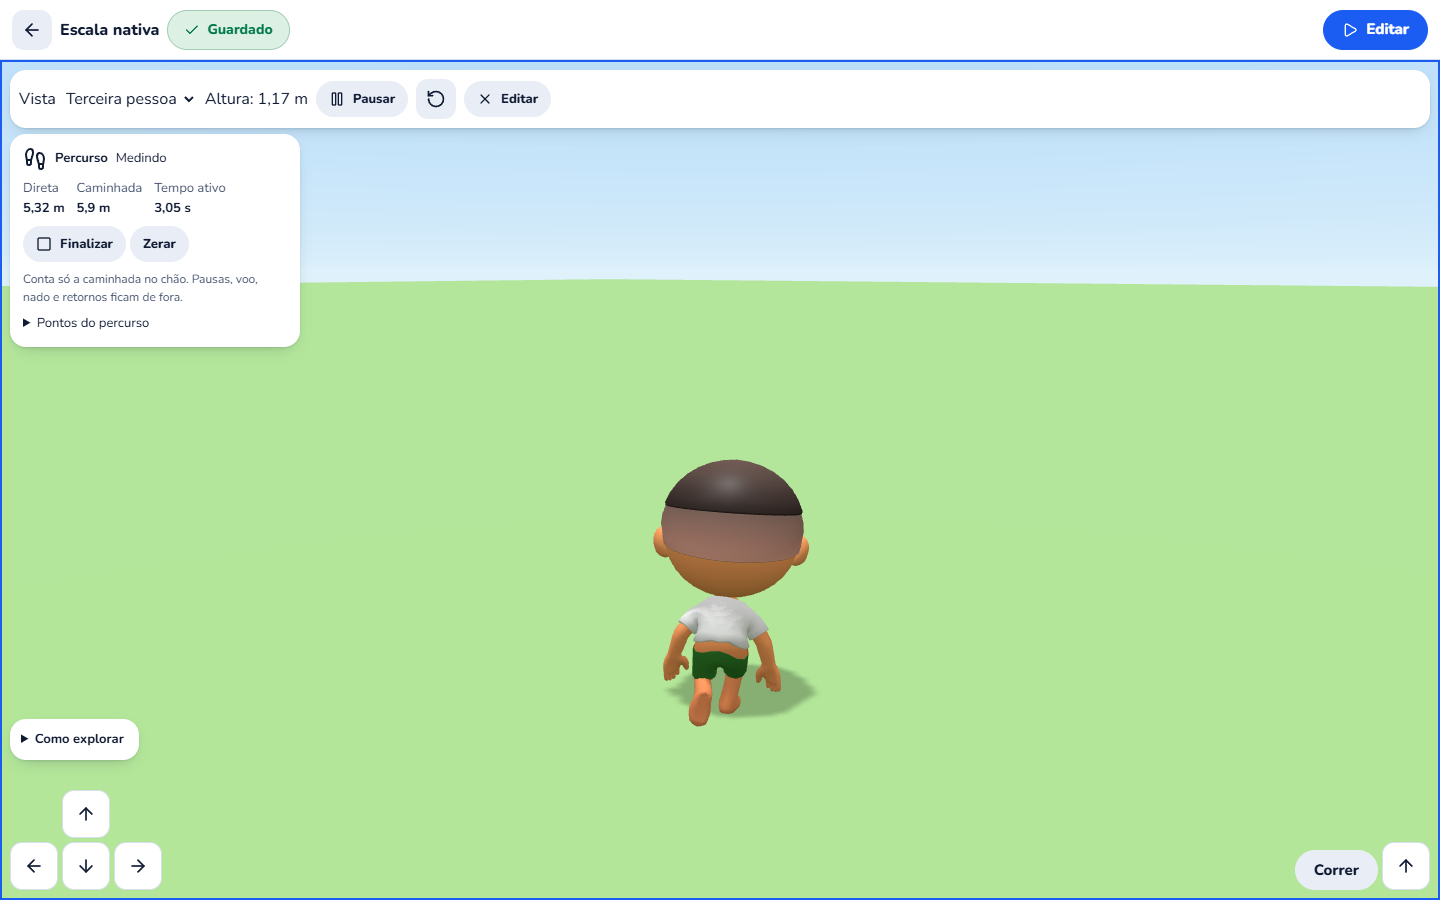 Escala nativa
Guardado
Editar
Vista Terceira pessoa Altura: 1,17 m Pausar Editar
Percurso Medindo
Direta Caminhada Tempo ativo
5,32 m 5,9 m 3,05 s
Finalizar Zerar
Conta só a caminhada no chão. Pausas, voo,
nado e retornos ficam de fora.
Pontos do percurso
Como explorar
Correr